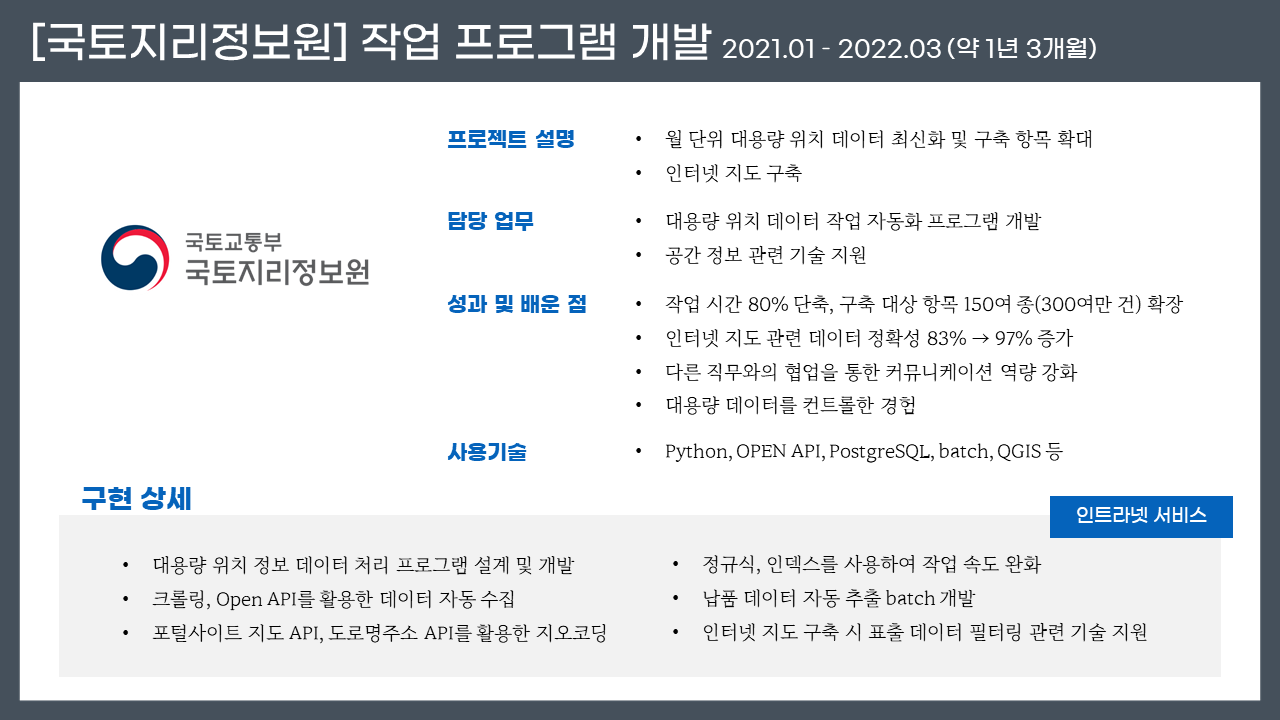 [국토지리정보원] 작업 프로그램 개발 2021.01 - 2022.03 (약 1년 3개월)
국토교통부
국토지리정보원
프로젝트 설명
• 월 단위 대용량 위치 데이터 최신화 및 구축 항목 확대
• 인터넷 지도 구축
담당 업무
• 대용량 위치 데이터 작업 자동화 프로그램 개발
• 공간 정보 관련 기술 지원
성과 및 배운 점
• 작업 시간 80% 단축, 구축 대상 항목 150여 종(300여만 건) 확장
• 인터넷 지도 관련 데이터 정확성 83% → 97% 증가
• 다른 직무와의 협업을 통한 커뮤니케이션 역량 강화
• 대용량 데이터를 컨트롤한 경험
사용기술
• Python, OPEN API, PostgreSQL, batch, QGIS 등
구현 상세
인트라넷 서비스
• 대용량 위치 정보 데이터 처리 프로그램 설계 및 개발
• 크롤링, Open API를 활용한 데이터 자동 수집
• 포털사이트 지도 API, 도로명주소 API를 활용한 지오코딩
• 정규식, 인덱스를 사용하여 작업 속도 완화
• 납품 데이터 자동 추출 batch 개발
• 인터넷 지도 구축 시 표출 데이터 필터링 관련 기술 지원